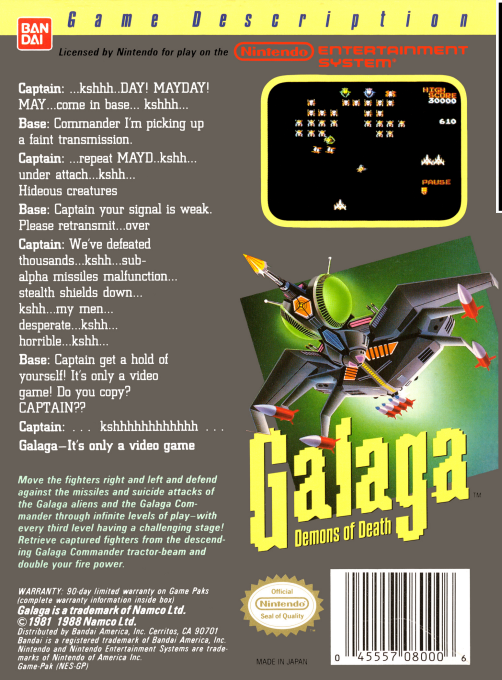 Game Description
BAN
DAI
Licensed by Nintendo for play on the Nintendo ENTERTAINMENT
SYSTEM®
Captain: ...kshhh..DAY! MAYDAY!
MAY...come in base... kshhh...
Base: Commander I'm picking up
a faint transmission.
Captain: ...repeat MAYD..kshh...
under attach...kshh...
Hideous creatures
Base: Captain your signal is weak.
Please retransmit...over
Captain: We've defeated
thousands...kshh...sub-
alpha missiles malfunction...
stealth shields down...
kshh...my men...
desperate...kshh...
horrible...kshh...
Base: Captain get a hold of
yourself! It's only a video
game! Do you copy?
CAPTAIN??
Captain: . . . kshhhhhhhhhhhh . . .
Galaga—It's only a video game
HIGH
SCORE
30000
610
PAUSE
Galaga
TM
Demons of Death
Move the fighters right and left and defend
against the missiles and suicide attacks of
the Galaga aliens and the Galaga Com-
mander through infinite levels of play—with
every third level having a challenging stage!
Retrieve captured fighters from the descend-
ing Galaga Commander tractor-beam and
double your fire power.
WARRANTY: 90-day limited warranty on Game Paks
(complete warranty information inside box)
Galaga is a trademark of Namco Ltd.
© 1981 1988 Namco Ltd.
Distributed by Bandai America, Inc. Cerritos, CA 90701
Bandai is a registered trademark of Bandai America, Inc.
Nintendo and Nintendo Entertainment Systems are trade-
marks of Nintendo of America Inc.
Game-Pak (NES-GP)
Official
Nintendo
Seal of Quality
TM
MADE IN JAPAN
0 45557 08000 6